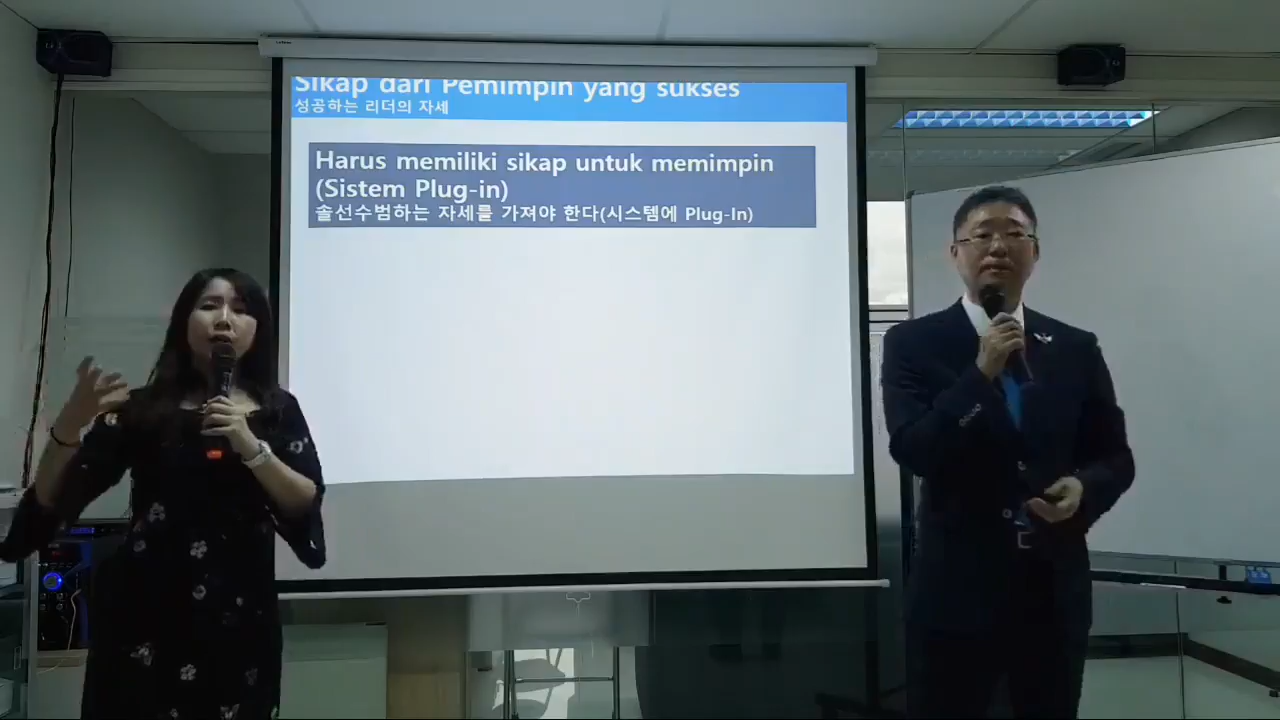 Sikap dari Pemimpin yang sukses
성공하는 리더의 자세
Harus memiliki sikap untuk memimpin
(Sistem Plug-in)
솔선수범하는 자세를 가져야 한다(시스템에 Plug-In)